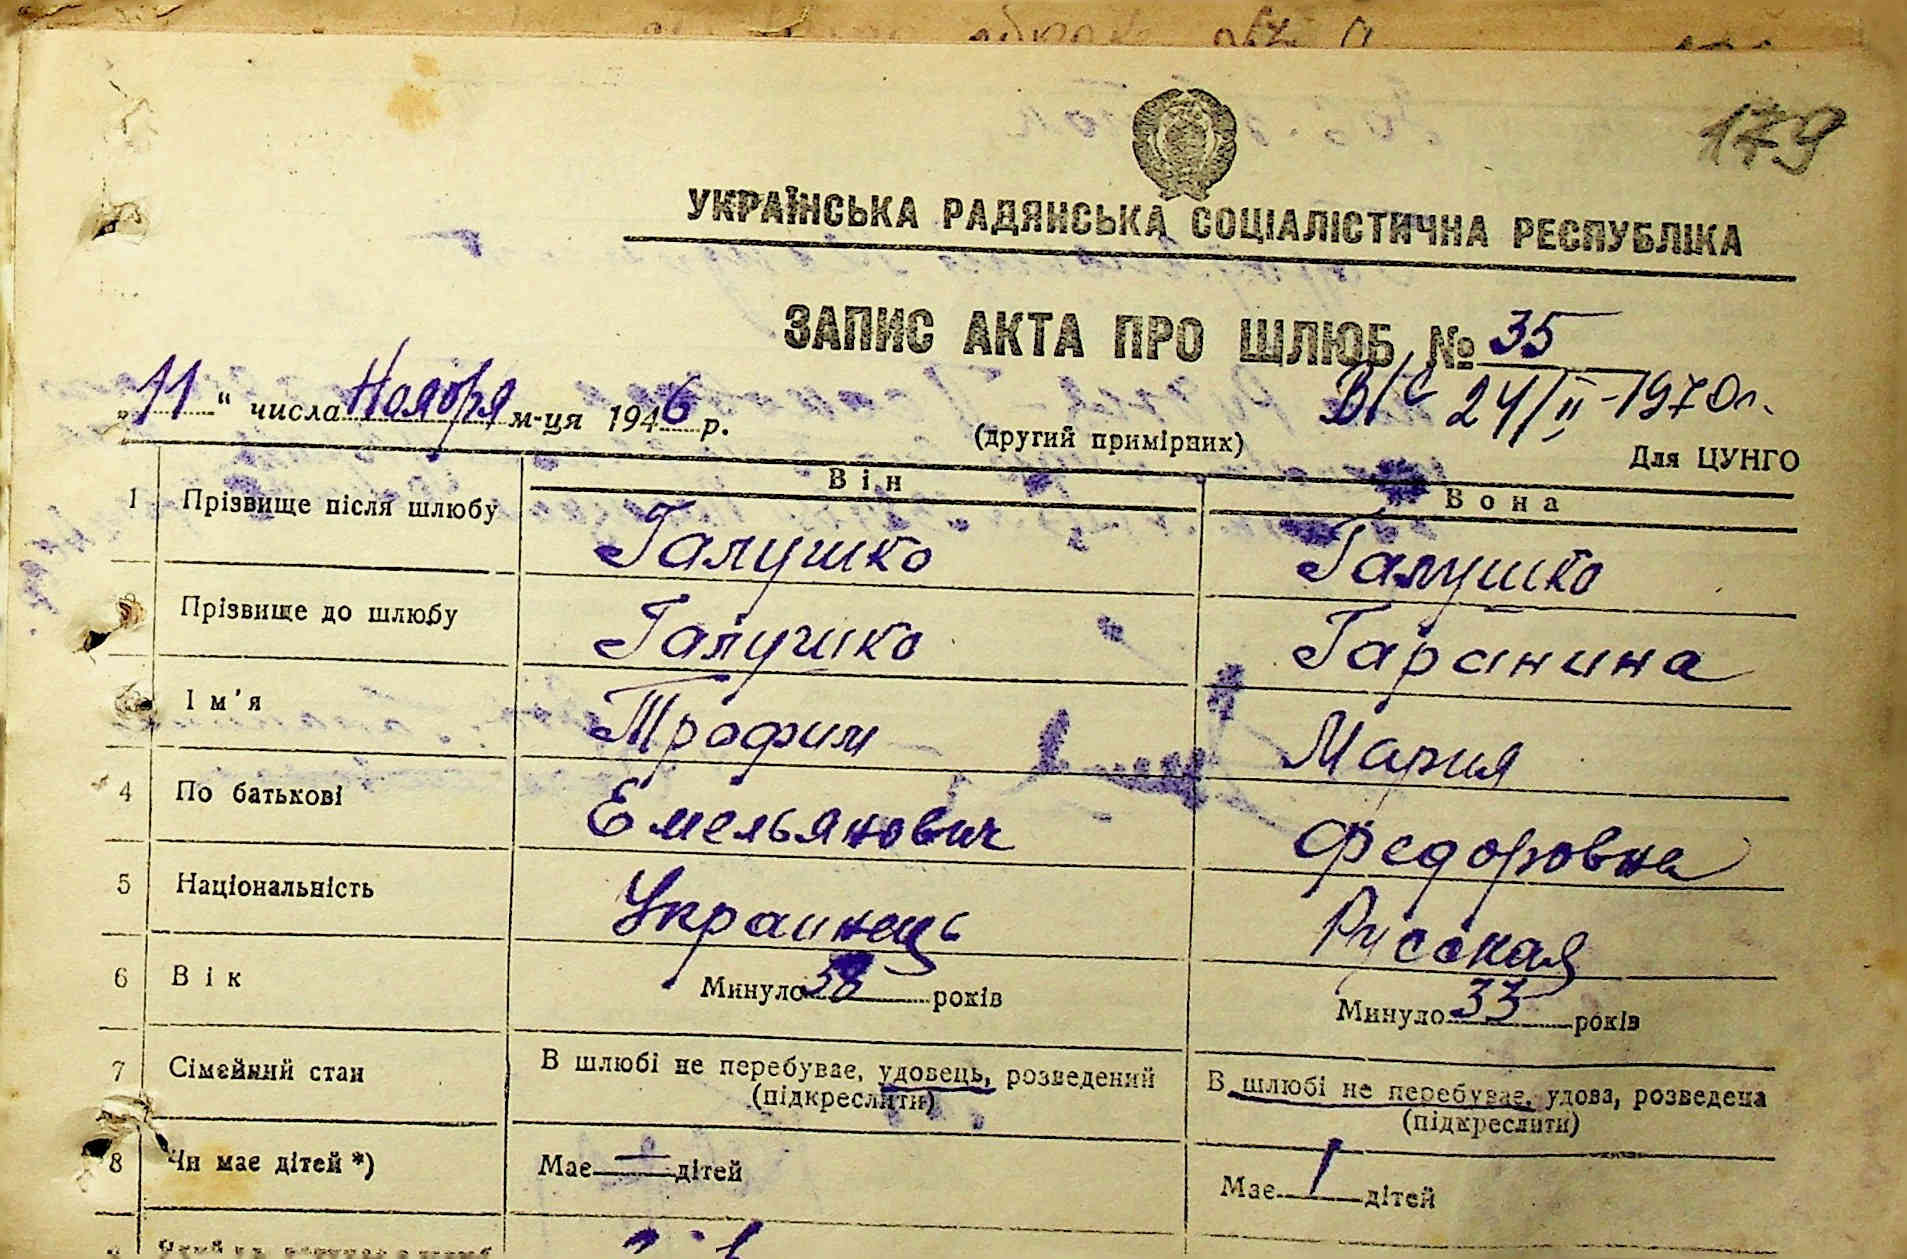 179
УКРАЇНСЬКА РАДЯНСЬКА СОЦІАЛІСТИЧНА РЕСПУБЛІКА
ЗАПИС АКТА ПРО ШЛЮБ № 35
„11“ числа Ноября м-ця 1946 р.
В/С 24/II-1970г.
(другий примірник)
Для ЦУНГО
Він Вона
1 Прізвище після шлюбу Галушко Галушко
Прізвище до шлюбу Галушко Гаранина
Ім'я Трофим Мария
4 По батькові Емельянович Федоровна
5 Національність Украинець Русская
6 Вік Минуло 58 років Минуло 33 років
7 Сімейний стан В шлюбі не перебуває, удовець, розведений В шлюбі не перебуває, удова, розведена
(підкреслити) (підкреслити)
8 Чи має дітей *) Має — дітей Має 1 дітей